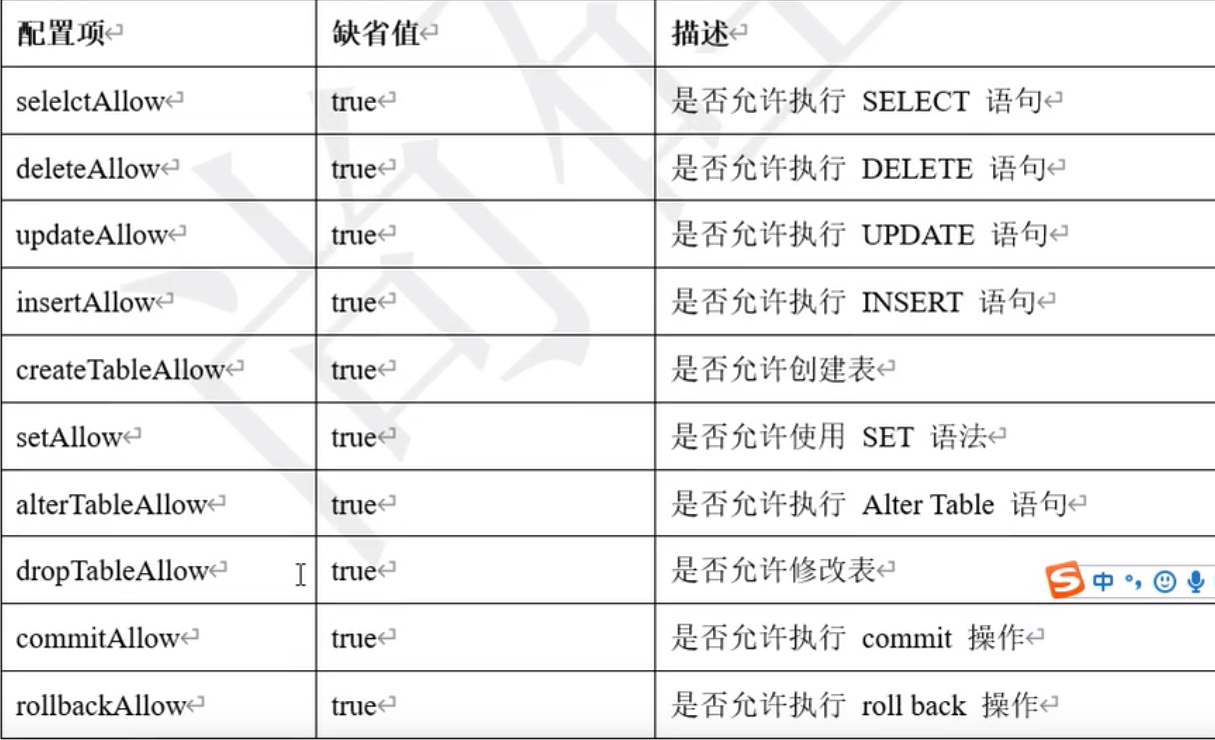 配置项 缺省值 描述
selelctAllow true 是否允许执行 SELECT 语句
deleteAllow true 是否允许执行 DELETE 语句
updateAllow true 是否允许执行 UPDATE 语句
insertAllow true 是否允许执行 INSERT 语句
createTableAllow true 是否允许创建表
setAllow true 是否允许使用 SET 语法
alterTableAllow true 是否允许执行 Alter Table 语句
dropTableAllow true 是否允许修改表
commitAllow true 是否允许执行 commit 操作
rollbackAllow true 是否允许执行 roll back 操作
中
尚